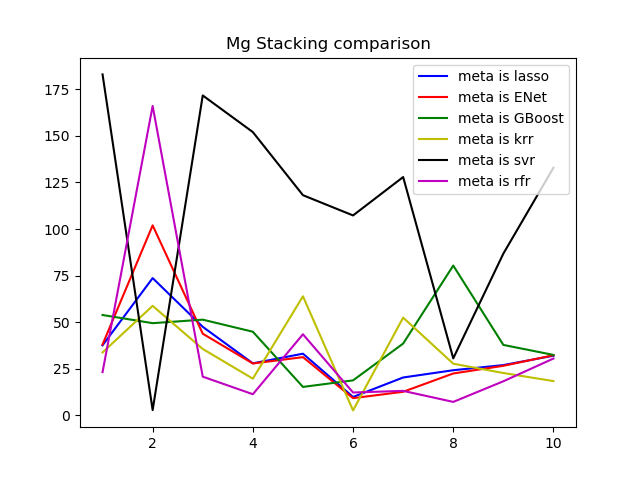 Mg Stacking comparison
meta is lasso
meta is ENet
meta is GBoost
meta is krr
meta is svr
meta is rfr
175
150
125
100
75
50
25
0
2 4 6 8 10